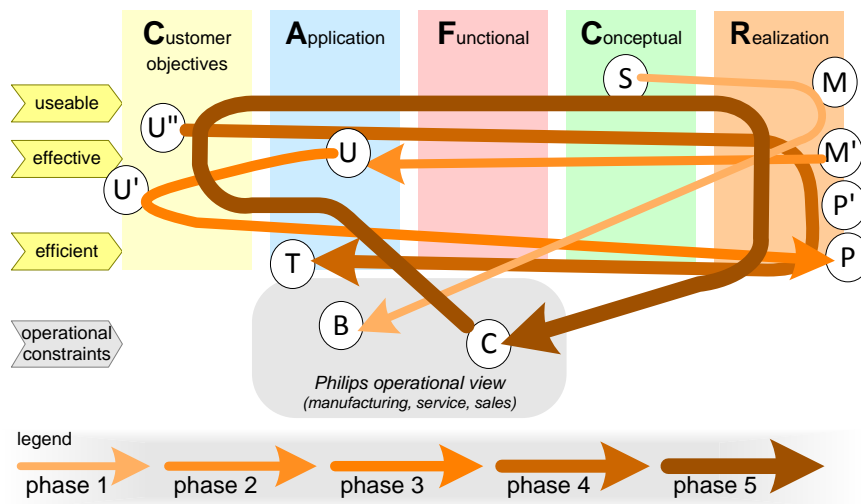 Customer
objectives
Application
Functional
Conceptual
Realization
useable
effective
efficient
operational
constraints
S
M
U"
U
M'
U'
P'
T
P
B
C
Philips operational view
(manufacturing, service, sales)
legend
phase 1
phase 2
phase 3
phase 4
phase 5